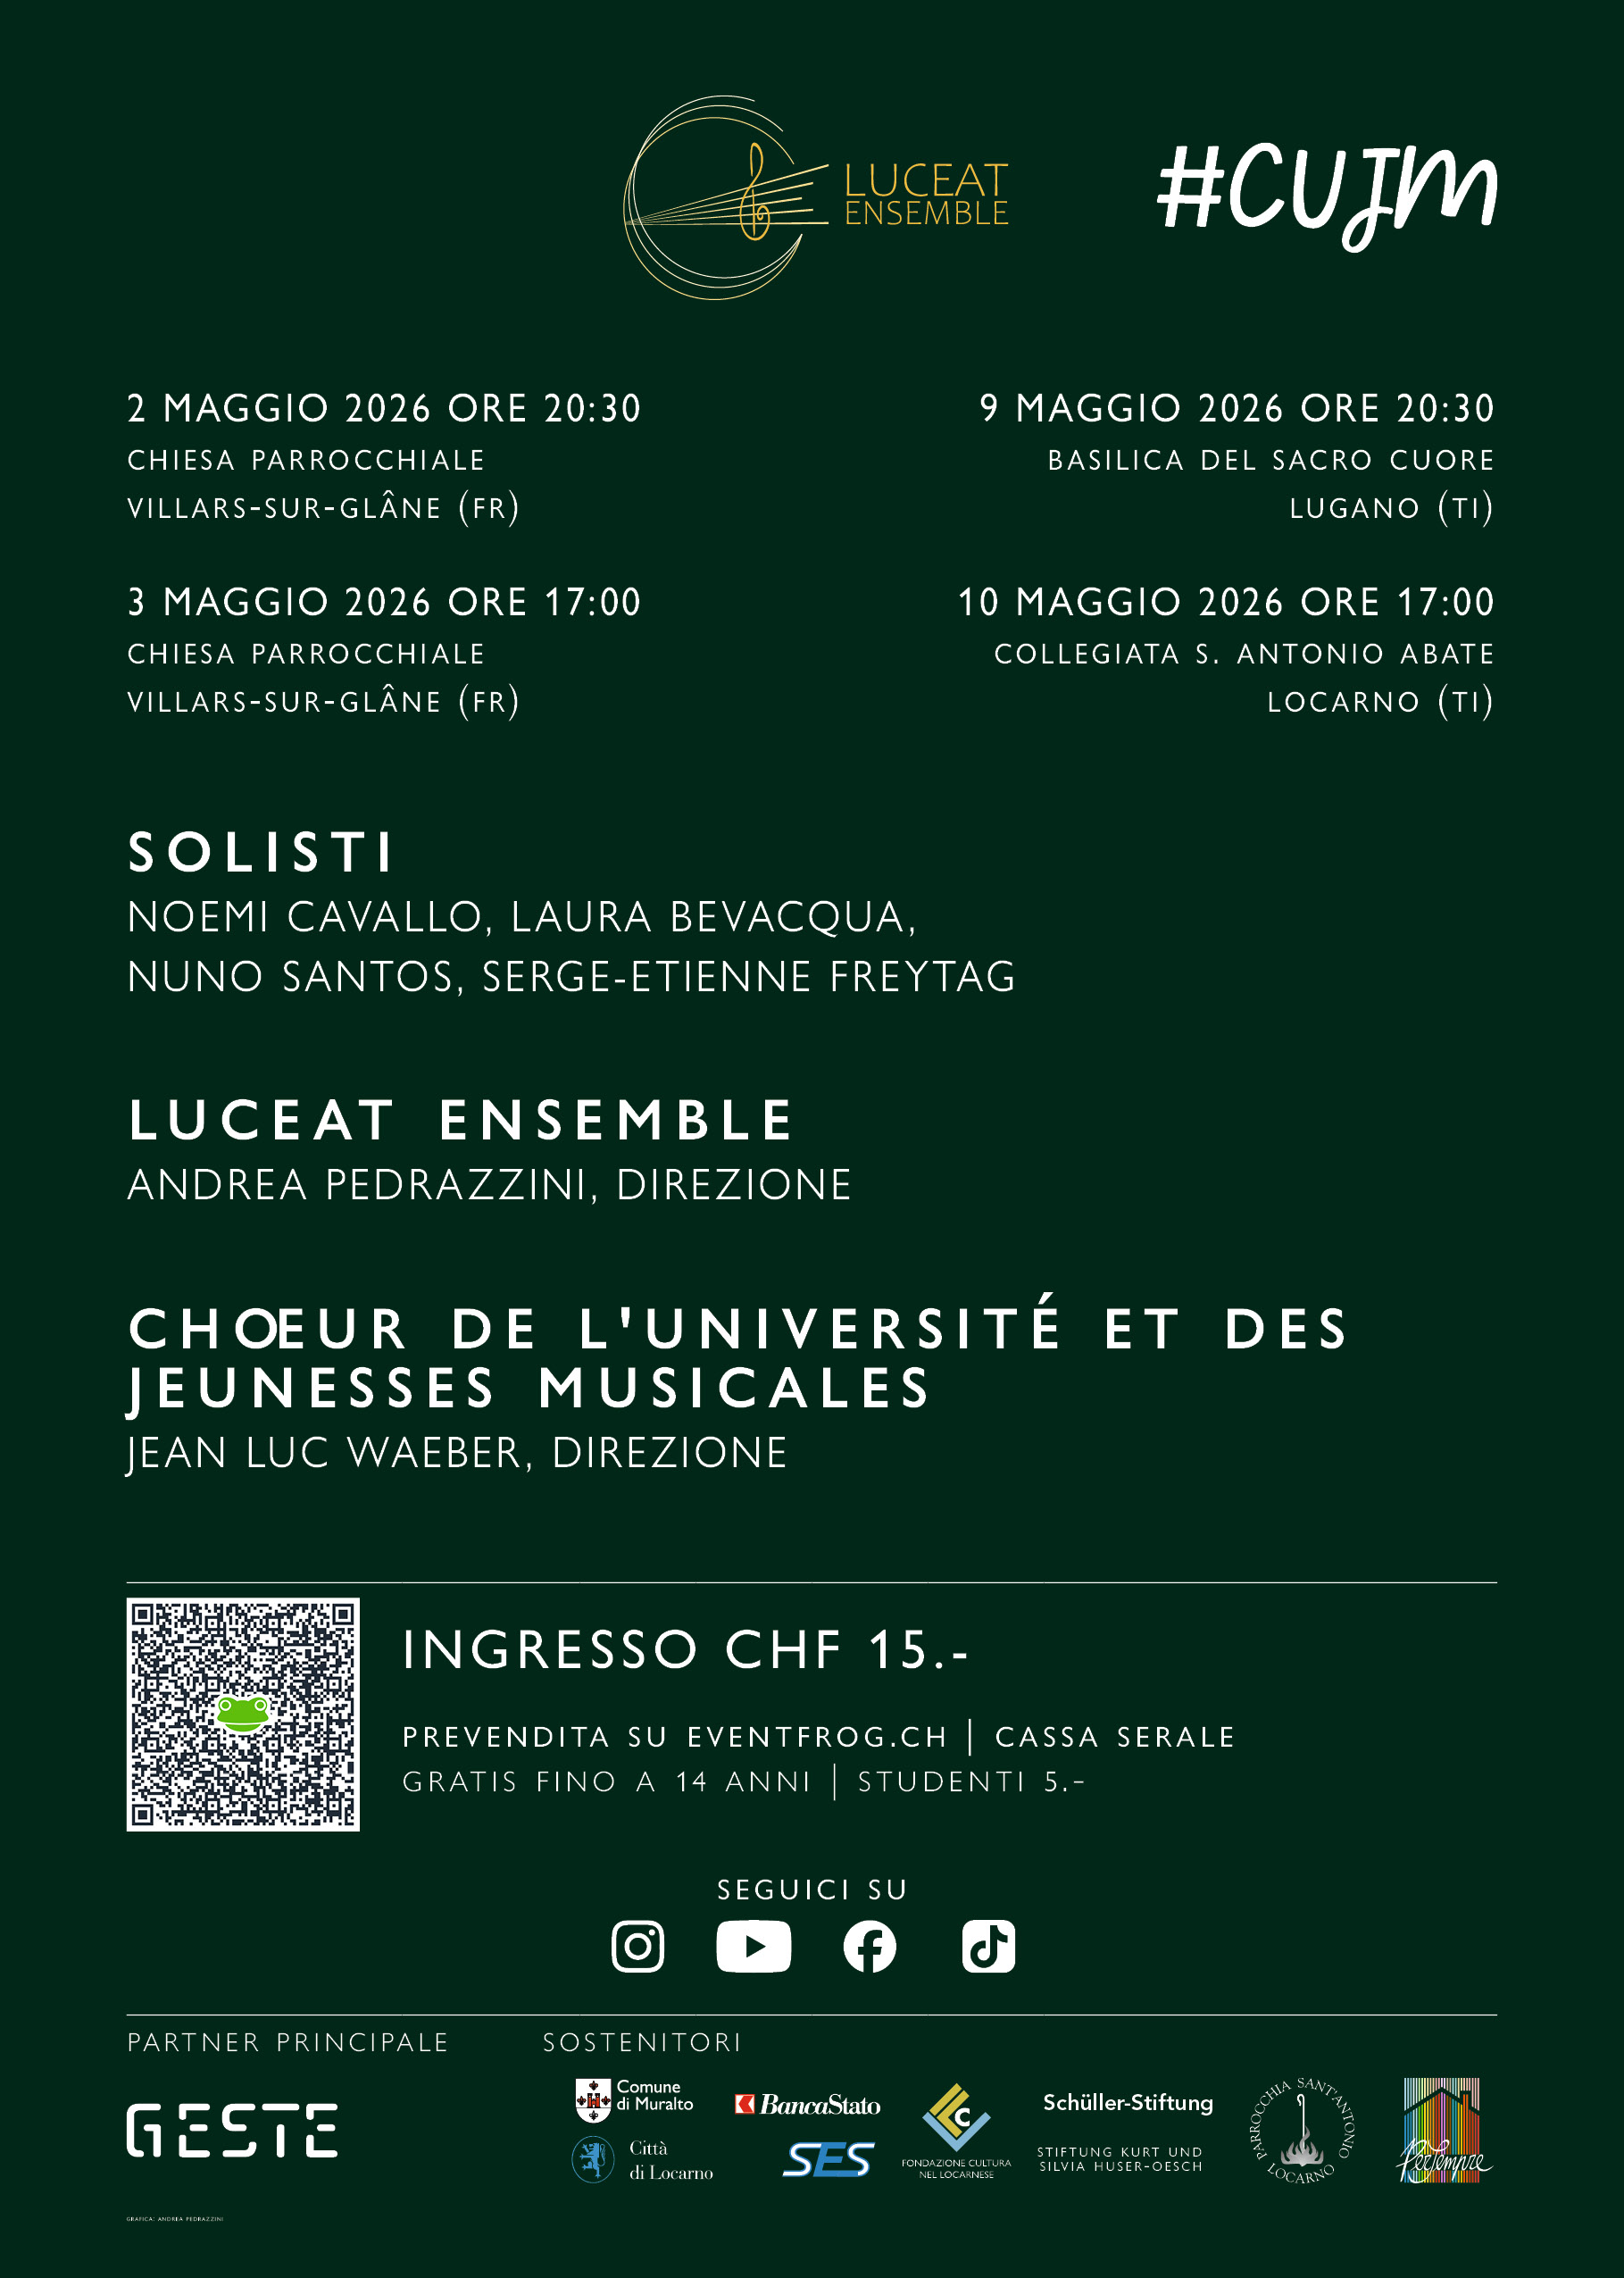 LUCEAT
ENSEMBLE
#CUJM
2 MAGGIO 2026 ORE 20:30
CHIESA PARROCCHIALE
VILLARS-SUR-GLÂNE (FR)
9 MAGGIO 2026 ORE 20:30
BASILICA DEL SACRO CUORE
LUGANO (TI)
3 MAGGIO 2026 ORE 17:00
CHIESA PARROCCHIALE
VILLARS-SUR-GLÂNE (FR)
10 MAGGIO 2026 ORE 17:00
COLLEGIATA S. ANTONIO ABATE
LOCARNO (TI)
SOLISTI
NOEMI CAVALLO, LAURA BEVACQUA,
NUNO SANTOS, SERGE-ETIENNE FREYTAG
LUCEAT ENSEMBLE
ANDREA PEDRAZZINI, DIREZIONE
CHŒUR DE L'UNIVERSITÉ ET DES
JEUNESSES MUSICALES
JEAN LUC WAEBER, DIREZIONE
INGRESSO CHF 15.-
PREVENDITA SU EVENTFROG.CH | CASSA SERALE
GRATIS FINO A 14 ANNI | STUDENTI 5.-
SEGUICI SU
PARTNER PRINCIPALE
GESTE
SOSTENITORI
Comune
di Muralto
BancaStato
Città
di Locarno
SES
LC
FONDAZIONE CULTURA
NEL LOCARNESE
Schüller-Stiftung
STIFTUNG KURT UND
SILVIA HUSER-OESCH
PARROCCHIA SANT'ANTONIO
LOCARNO
PerSempre
GRAFICA: ANDREA PEDRAZZINI